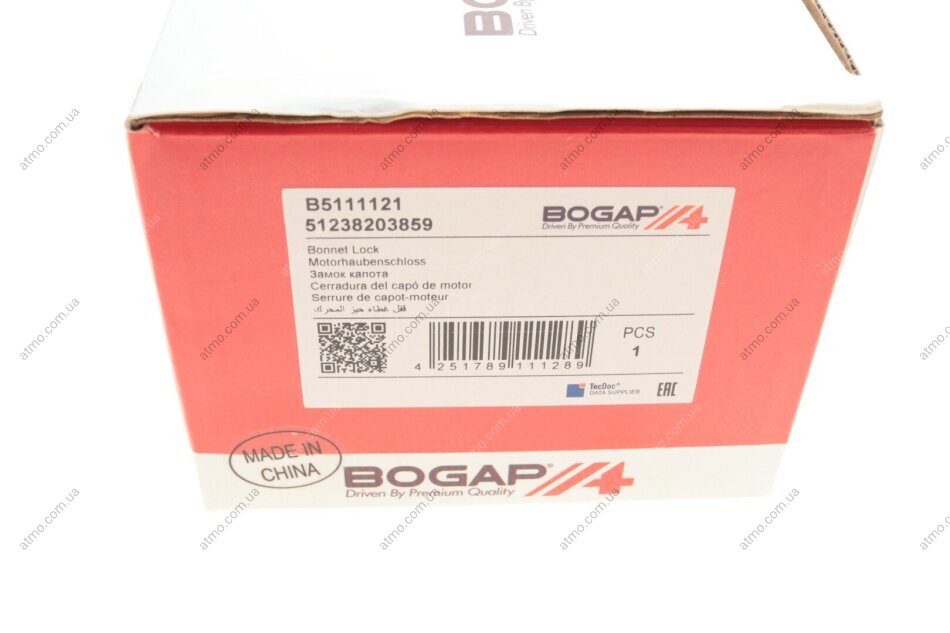 BOGAP
Driven By
B5111121
51238203859
BOGAP®
Driven By Premium Quality
Bonnet Lock
Motorhaubenschloss
Замок капота
Cerradura del capó de motor
Serrure de capot-moteur
قفل غطاء حيز المحرك
4 251789 111289
PCS
1
TecDoc®
DATA SUPPLIER
EAC
MADE IN
CHINA
BOGAP®
Driven By Premium Quality
atmo.com.ua